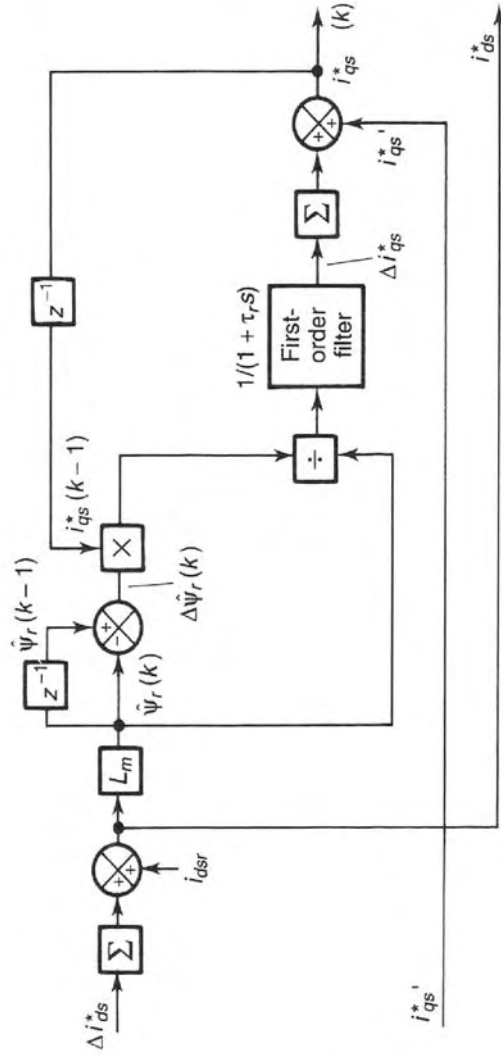 Δi*ds
Σ
+
+
idsr
Lm
z⁻¹
ψ̂r(k−1)
ψ̂r(k)
+
−
Δψ̂r(k)
×
i*qs(k−1)
z⁻¹
÷
1/(1 + τrs)
First-
order
filter
Δi*qs
Σ
+
+
i*qs′
i*qs
(k)
i*ds
i*qs′